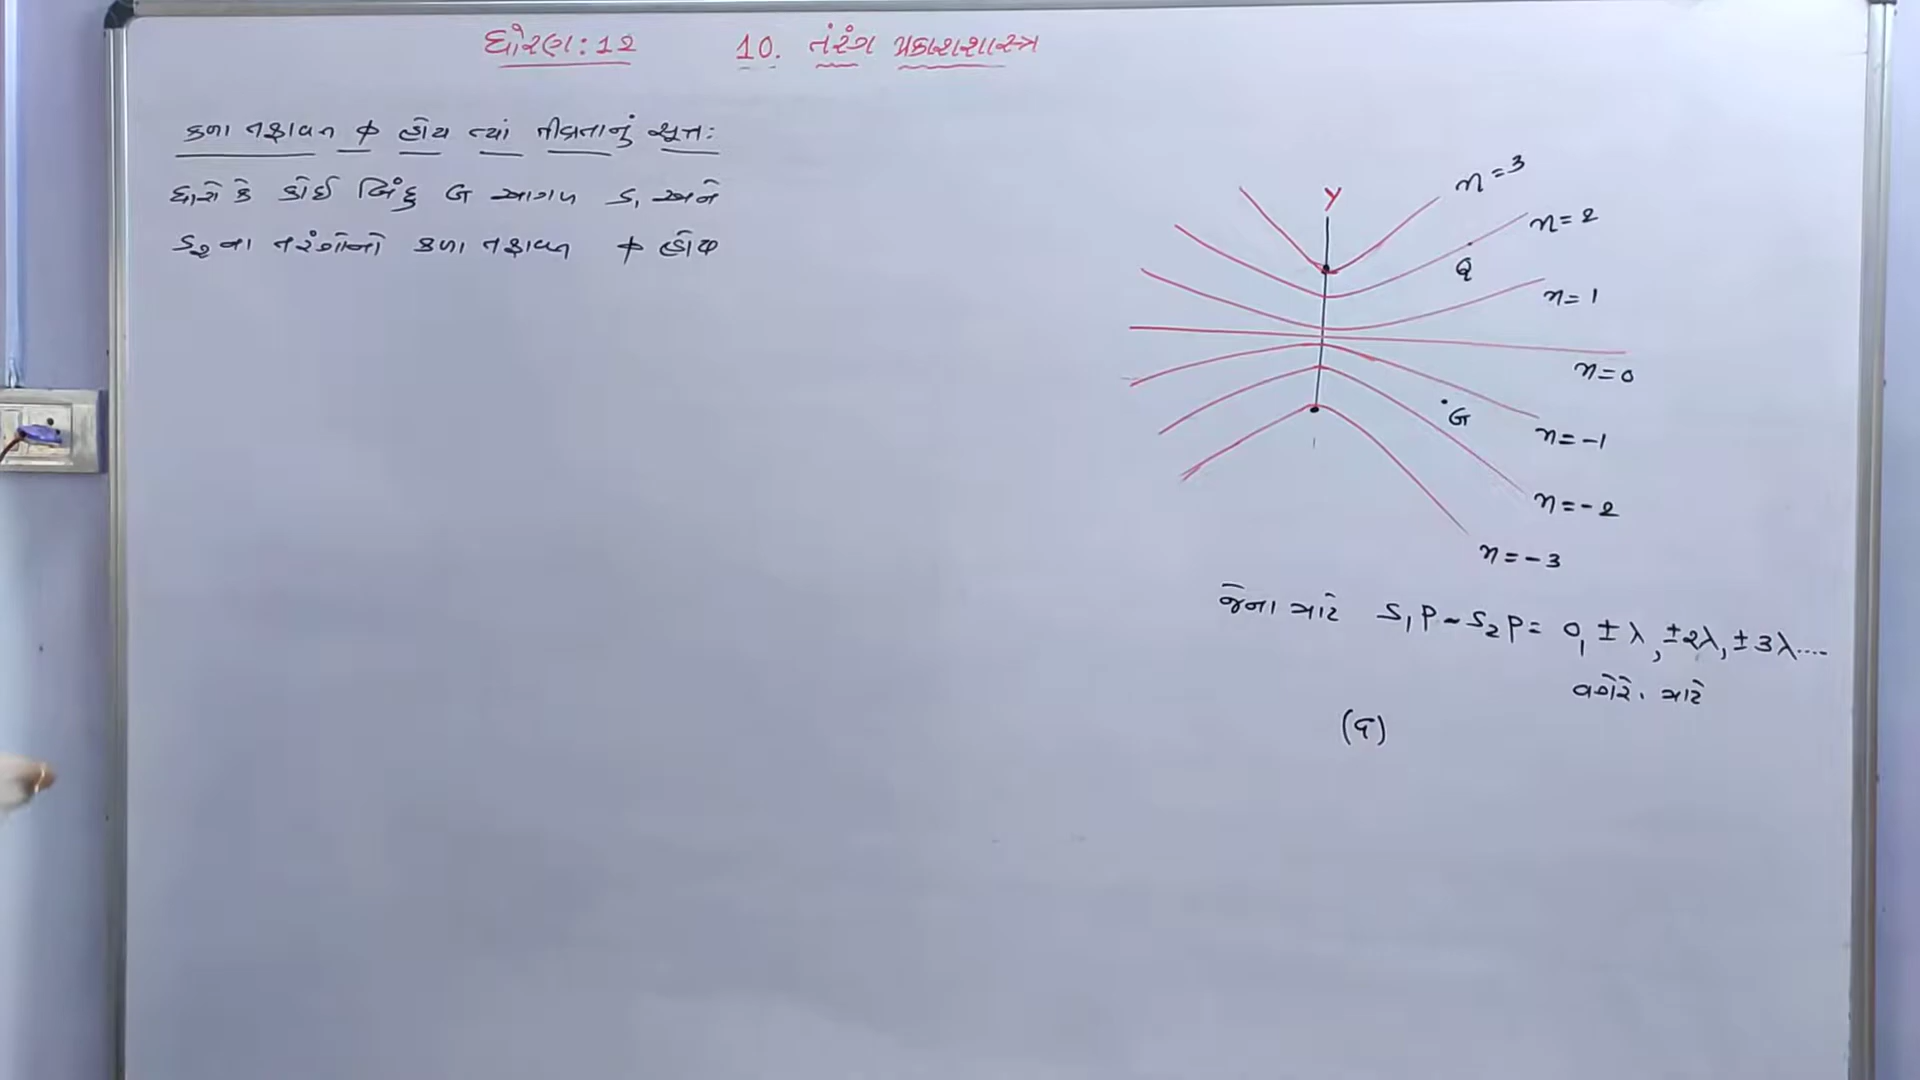 ધોરણ : 12 10. તરંગ પ્રકાશશાસ્ત્ર
કળા તફાવત ϕ હોય ત્યાં તીવ્રતાનું સૂત્ર :
ધારો કે કોઈ બિંદુ G આગળ S₁ અને
S₂ ના તરંગોનો કળા તફાવત ϕ હોય
Y
n = 3
n = 2
Q
n = 1
n = 0
G
n = -1
n = -2
n = -3
જેના માટે S₁P ~ S₂P = 0, ± λ, ± 2λ, ± 3λ ....
વગેરે. માટે
(વ)